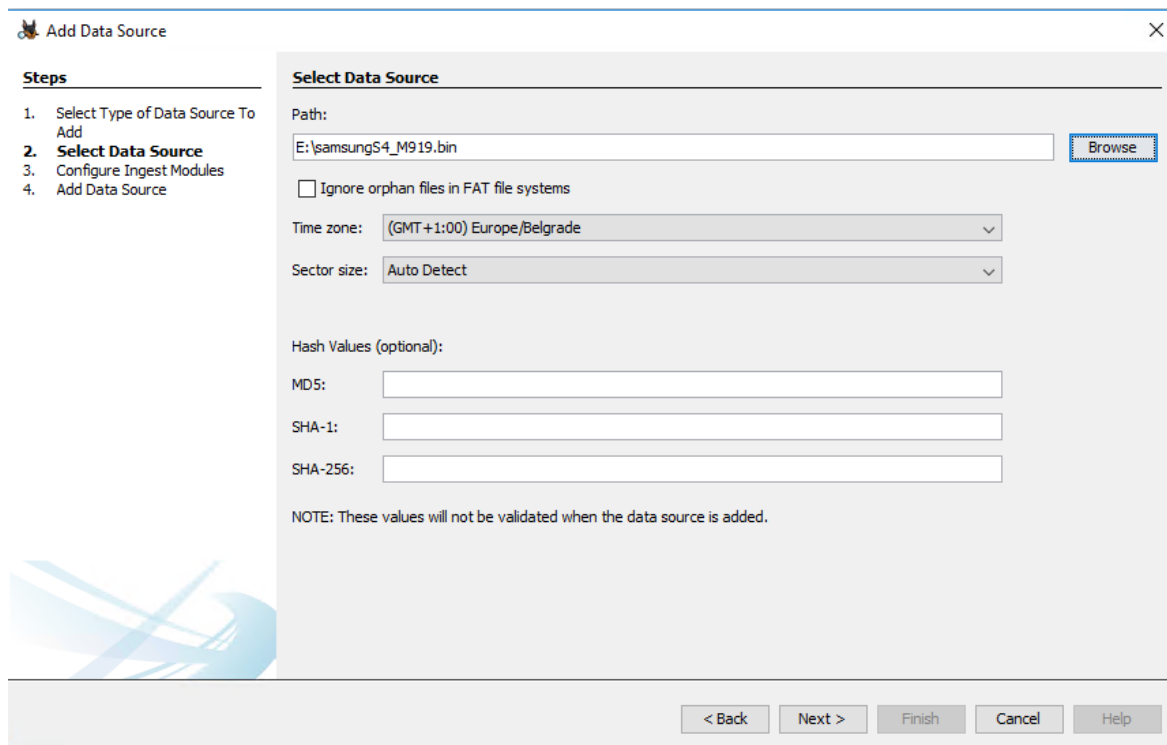 Add Data Source
Steps
1. Select Type of Data Source To
Add
2. Select Data Source
3. Configure Ingest Modules
4. Add Data Source
Select Data Source
Path:
E:\samsungS4_M919.bin
Browse
Ignore orphan files in FAT file systems
Time zone: (GMT+1:00) Europe/Belgrade
Sector size: Auto Detect
Hash Values (optional):
MD5:
SHA-1:
SHA-256:
NOTE: These values will not be validated when the data source is added.
< Back Next > Finish Cancel Help